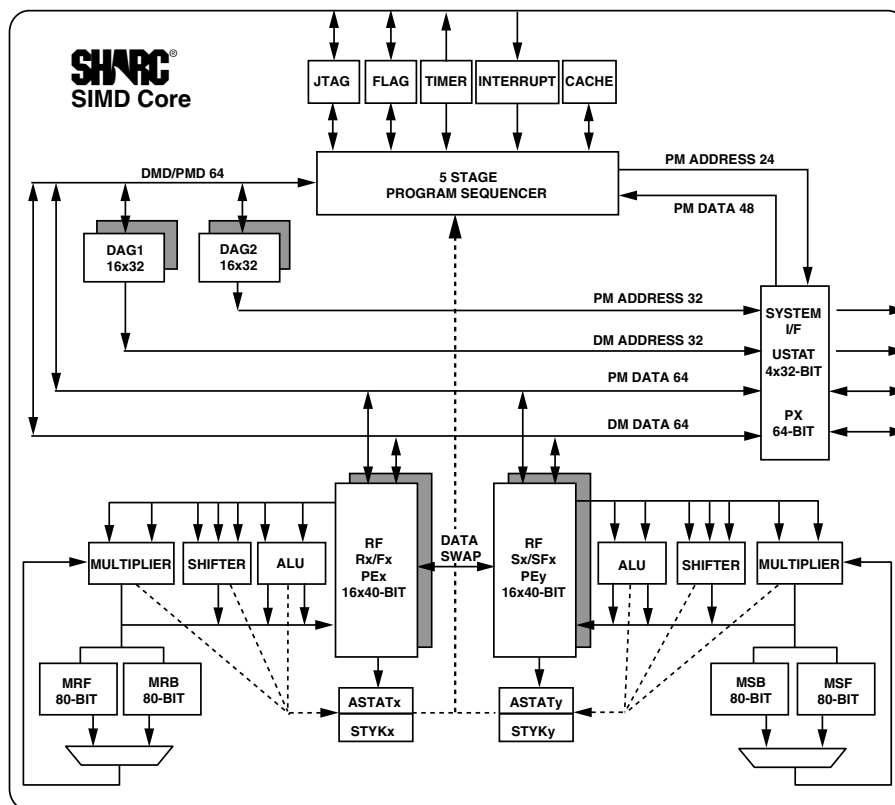 SHARC®
SIMD Core
JTAG
FLAG
TIMER
INTERRUPT
CACHE
5 STAGE
PROGRAM SEQUENCER
PM ADDRESS 24
PM DATA 48
DMD/PMD 64
DAG1
16x32
DAG2
16x32
PM ADDRESS 32
DM ADDRESS 32
PM DATA 64
DM DATA 64
SYSTEM
I/F
USTAT
4x32-BIT
PX
64-BIT
MULTIPLIER
SHIFTER
ALU
RF
Rx/Fx
PEx
16x40-BIT
DATA
SWAP
RF
Sx/SFx
PEy
16x40-BIT
ALU
SHIFTER
MULTIPLIER
MRF
80-BIT
MRB
80-BIT
ASTATx
STYKx
ASTATy
STYKy
MSB
80-BIT
MSF
80-BIT